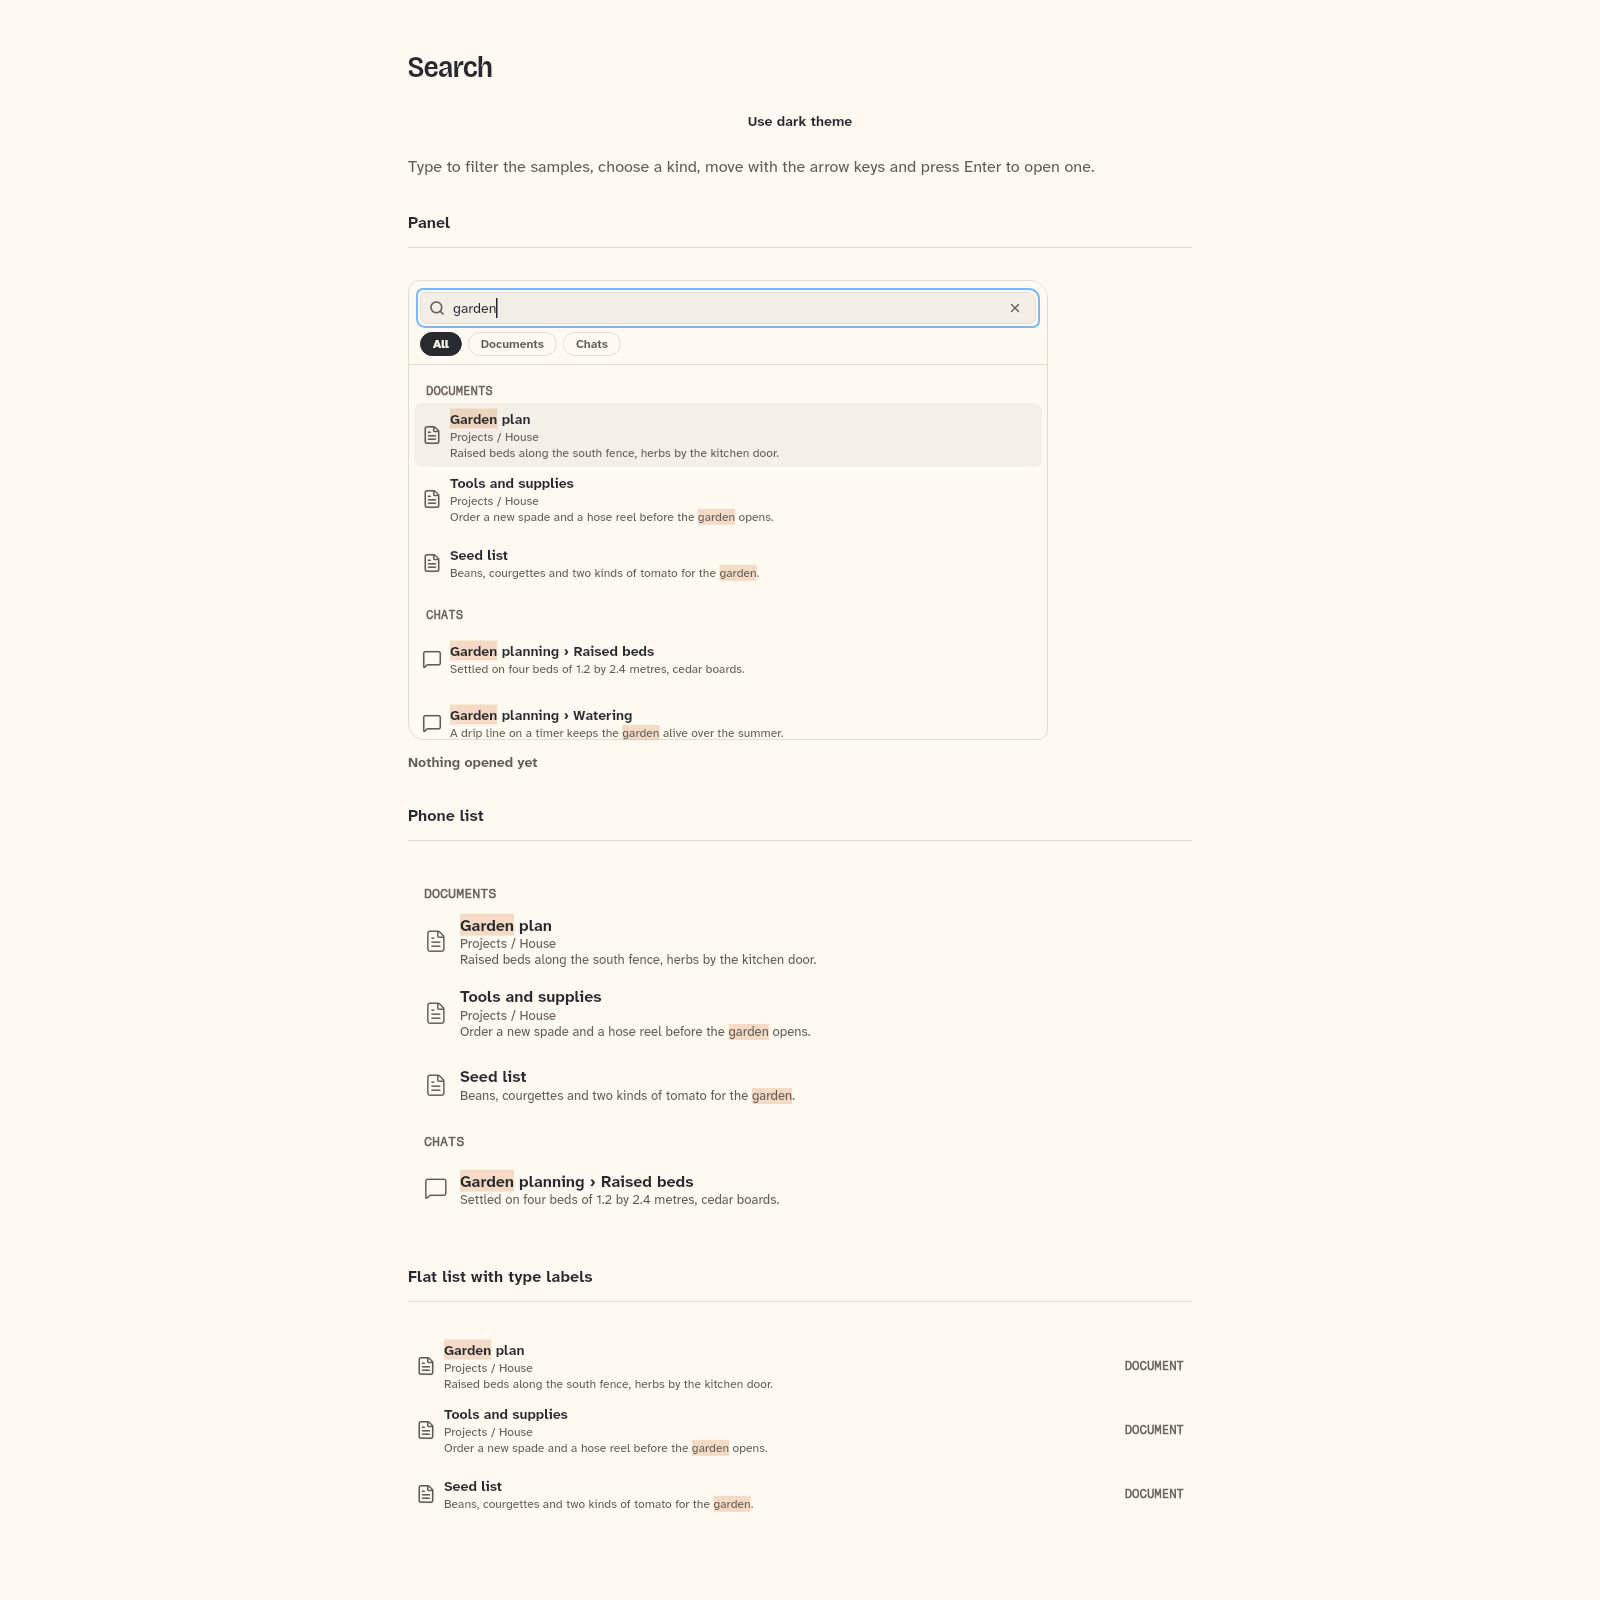 Search
Use dark theme
Type to filter the samples, choose a kind, move with the arrow keys and press Enter to open one.
Panel
garden
All
Documents
Chats
DOCUMENTS
Garden plan
Projects / House
Raised beds along the south fence, herbs by the kitchen door.
Tools and supplies
Projects / House
Order a new spade and a hose reel before the garden opens.
Seed list
Beans, courgettes and two kinds of tomato for the garden.
CHATS
Garden planning › Raised beds
Settled on four beds of 1.2 by 2.4 metres, cedar boards.
Garden planning › Watering
A drip line on a timer keeps the garden alive over the summer.
Nothing opened yet
Phone list
DOCUMENTS
Garden plan
Projects / House
Raised beds along the south fence, herbs by the kitchen door.
Tools and supplies
Projects / House
Order a new spade and a hose reel before the garden opens.
Seed list
Beans, courgettes and two kinds of tomato for the garden.
CHATS
Garden planning › Raised beds
Settled on four beds of 1.2 by 2.4 metres, cedar boards.
Flat list with type labels
Garden plan
Projects / House
Raised beds along the south fence, herbs by the kitchen door.
DOCUMENT
Tools and supplies
Projects / House
Order a new spade and a hose reel before the garden opens.
DOCUMENT
Seed list
Beans, courgettes and two kinds of tomato for the garden.
DOCUMENT